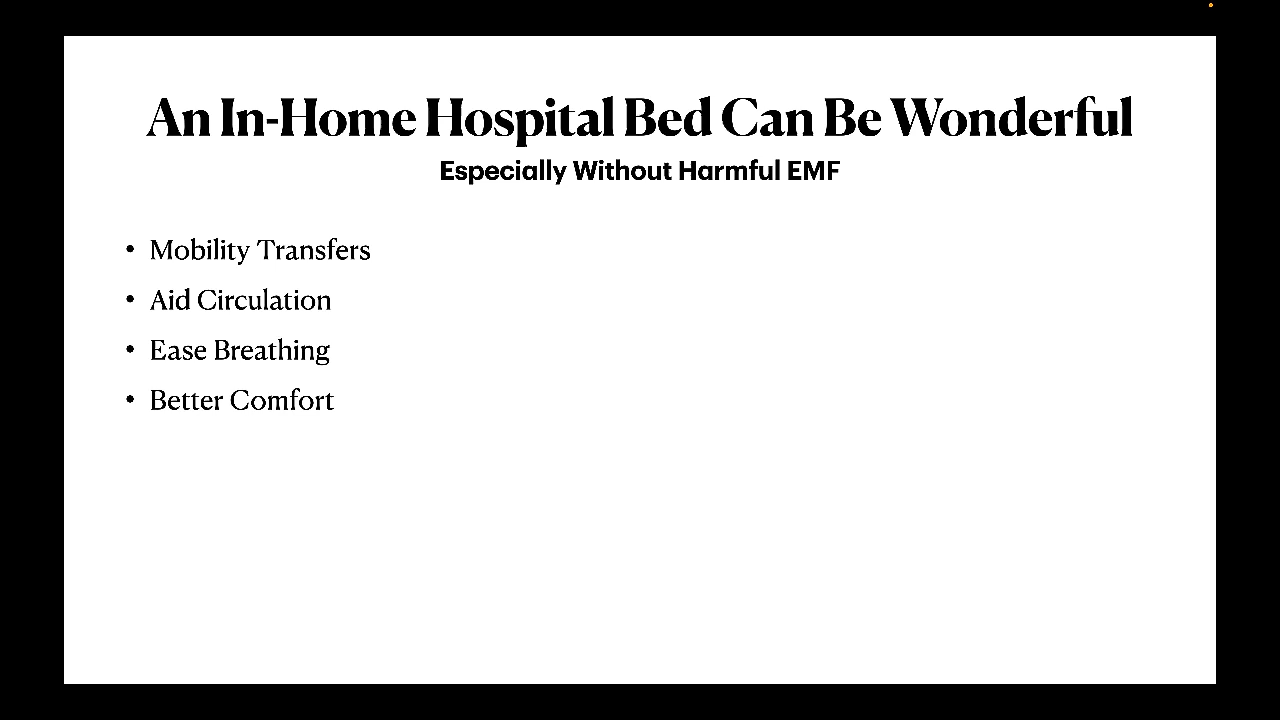 An In-Home Hospital Bed Can Be Wonderful
Especially Without Harmful EMF
• Mobility Transfers
• Aid Circulation
• Ease Breathing
• Better Comfort